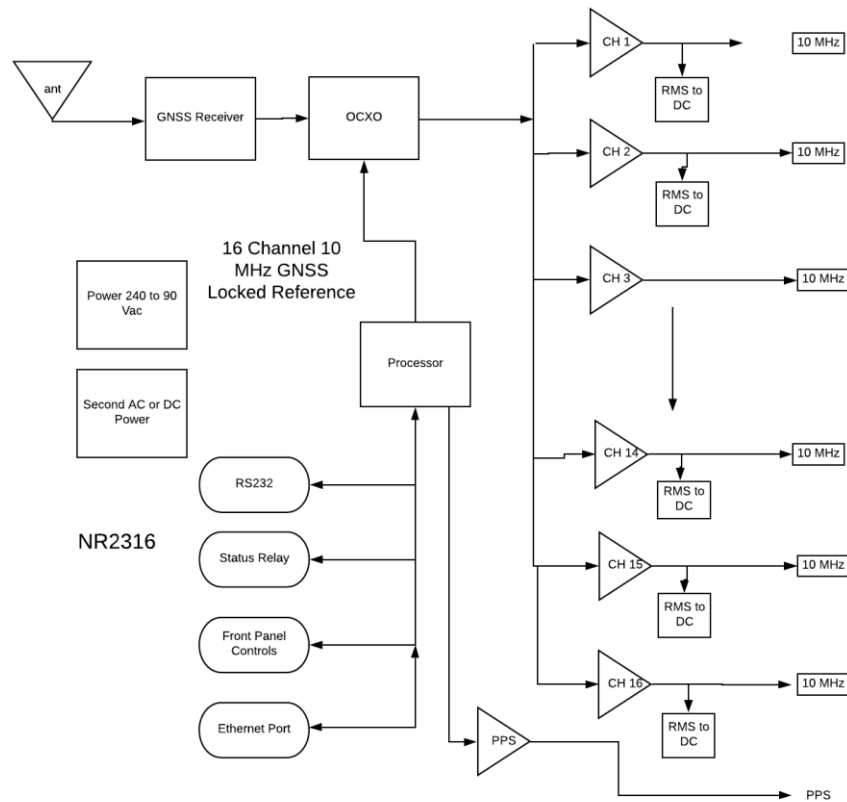 CH 1
10 MHz
ant
GNSS Receiver
OCXO
RMS to
DC
CH 2
10 MHz
RMS to
DC
16 Channel 10
MHz GNSS
Locked Reference
CH 3
10 MHz
Power 240 to 90
Vac
Processor
Second AC or DC
Power
CH 14
10 MHz
RS232
RMS to
DC
NR2316
Status Relay
CH 15
10 MHz
RMS to
DC
Front Panel
Controls
CH 16
10 MHz
Ethernet Port
RMS to
DC
PPS
PPS